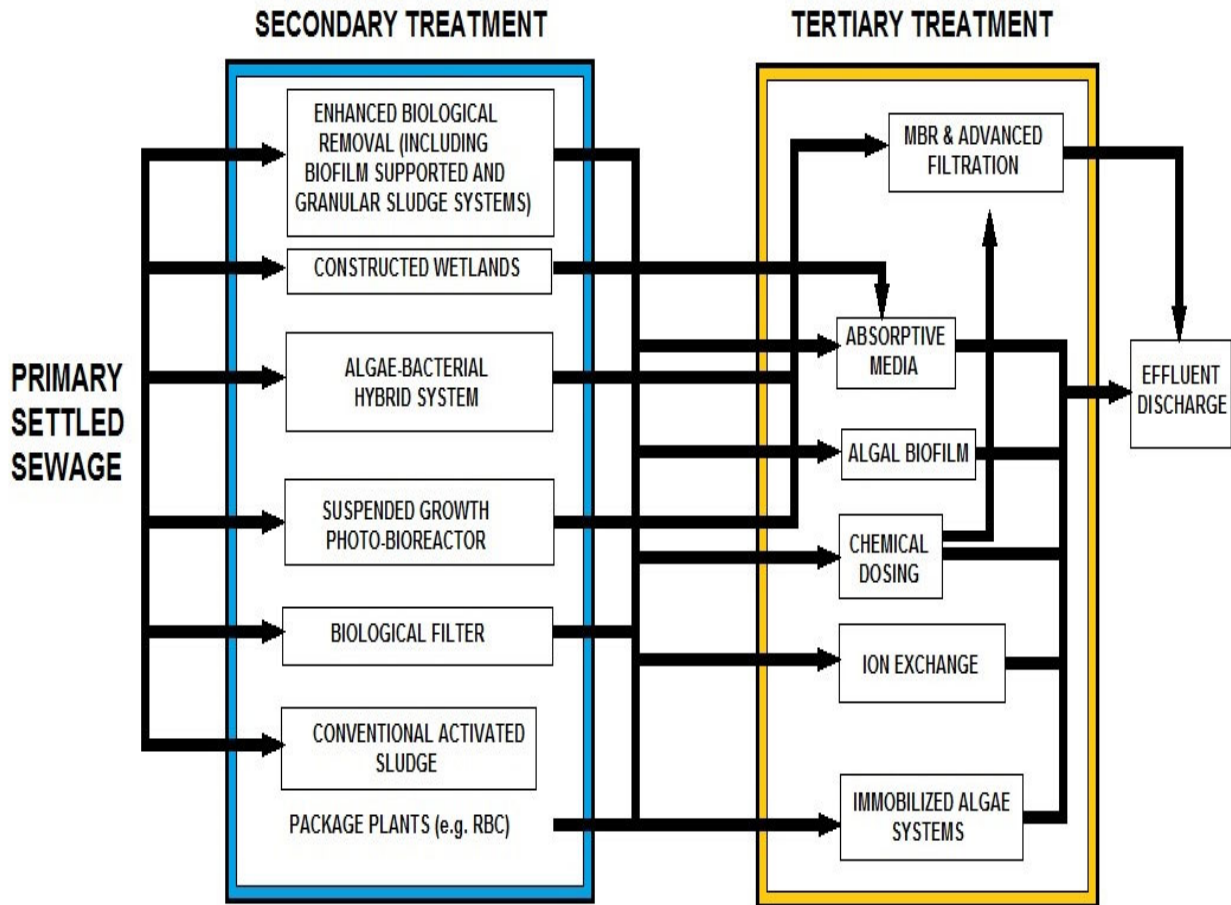 SECONDARY TREATMENT
TERTIARY TREATMENT
PRIMARY
SETTLED
SEWAGE
ENHANCED BIOLOGICAL
REMOVAL (INCLUDING
BIOFILM SUPPORTED AND
GRANULAR SLUDGE SYSTEMS)
CONSTRUCTED WETLANDS
ALGAE-BACTERIAL
HYBRID SYSTEM
SUSPENDED GROWTH
PHOTO-BIOREACTOR
BIOLOGICAL FILTER
CONVENTIONAL ACTIVATED
SLUDGE
PACKAGE PLANTS (e.g. RBC)
MBR & ADVANCED
FILTRATION
ABSORPTIVE
MEDIA
ALGAL BIOFILM
CHEMICAL
DOSING
ION EXCHANGE
IMMOBILIZED ALGAE
SYSTEMS
EFFLUENT
DISCHARGE